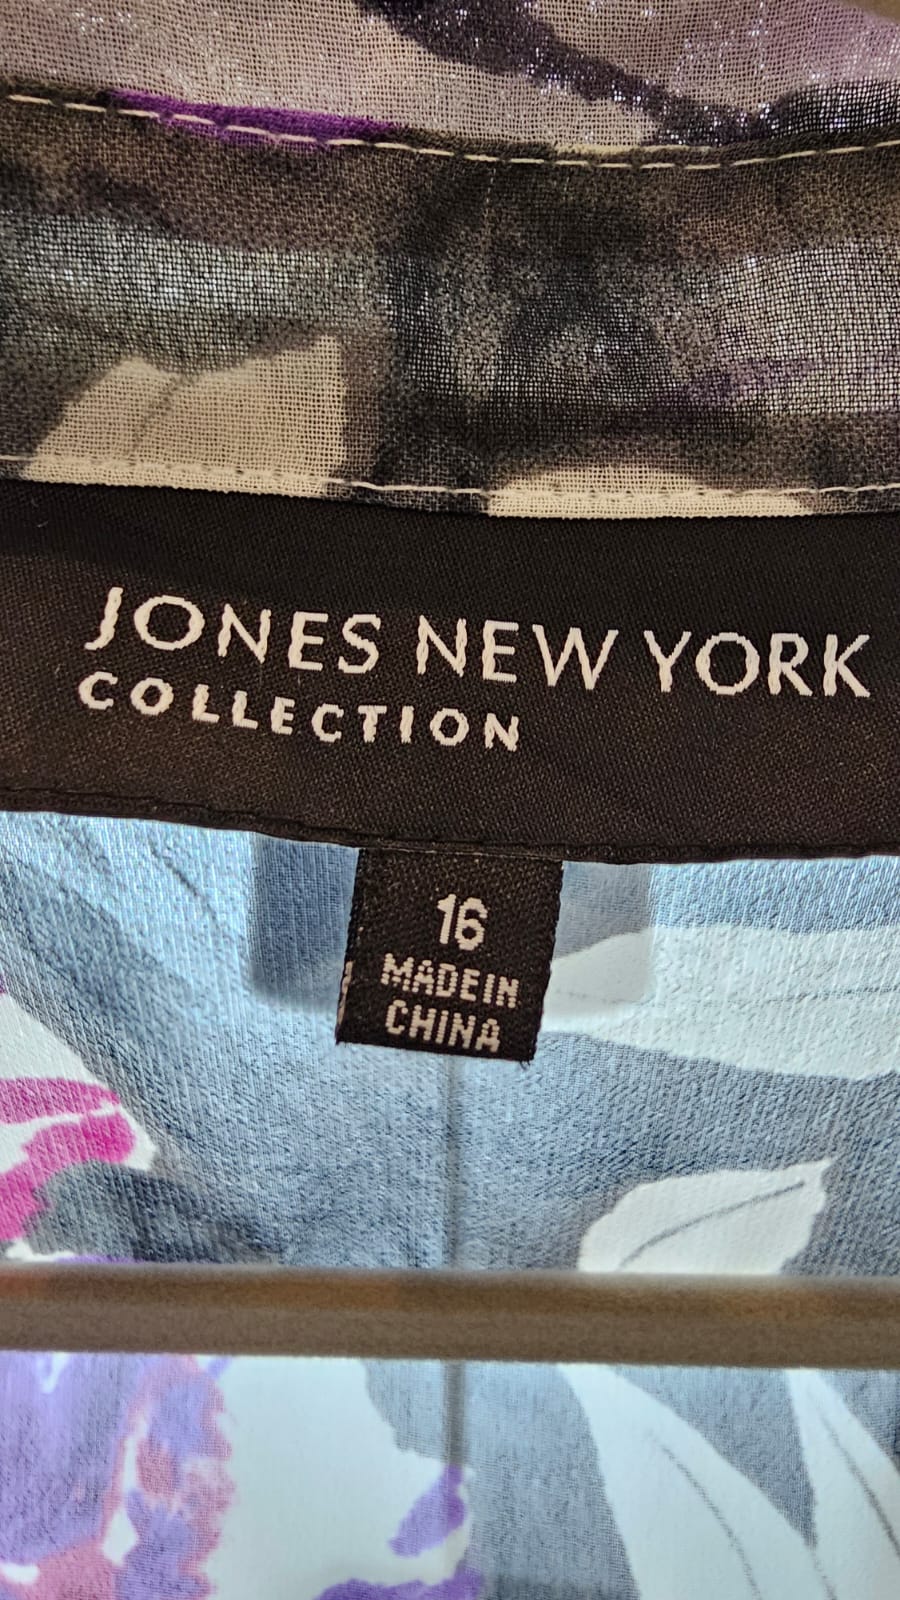 JONES NEW YORK
COLLECTION
16
MADE IN
CHINA